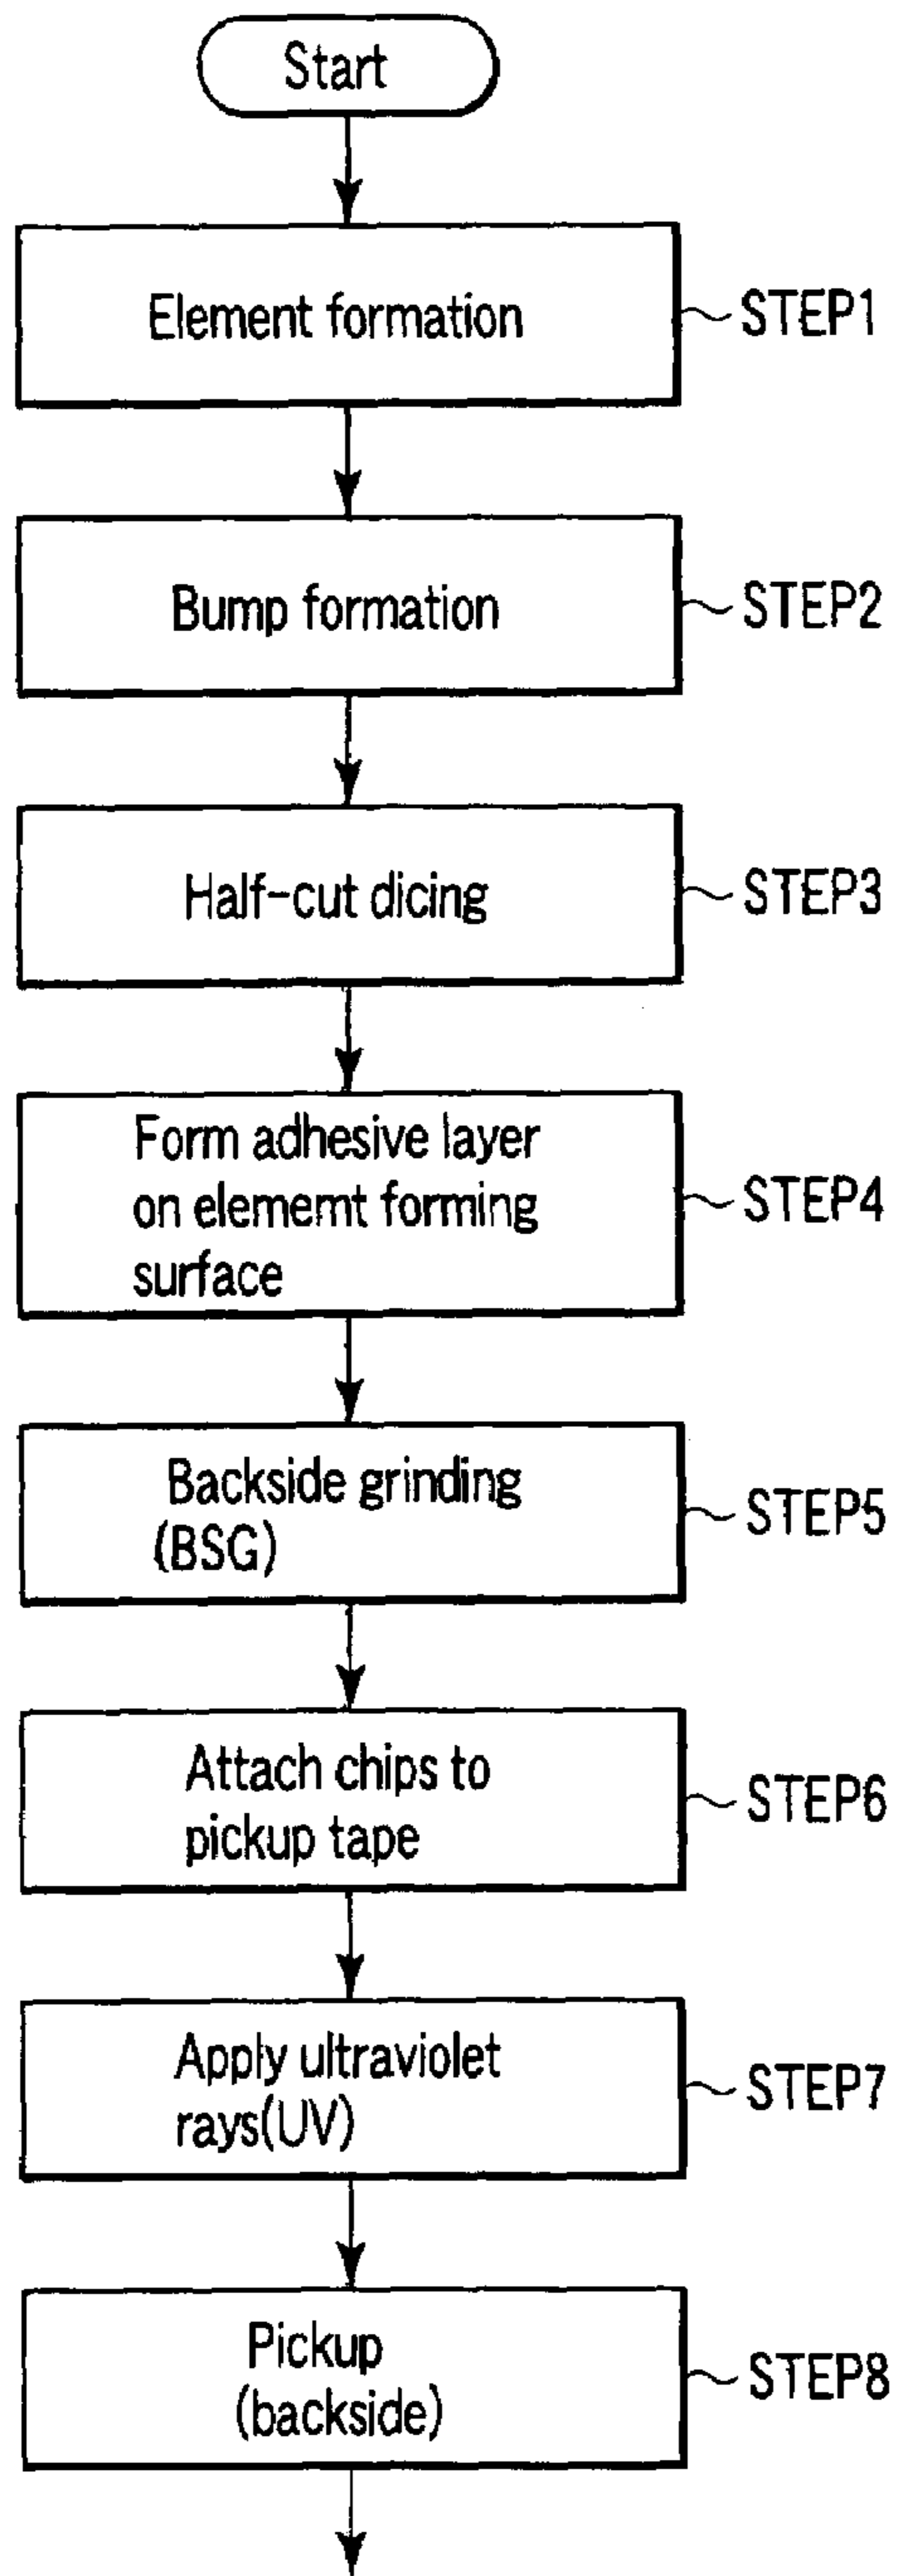 Start
Element formation
STEP1
Bump formation
STEP2
Half-cut dicing
STEP3
Form adhesive layer
on elememt forming
surface
STEP4
Backside grinding
(BSG)
STEP5
Attach chips to
pickup tape
STEP6
Apply ultraviolet
rays(UV)
STEP7
Pickup
(backside)
STEP8